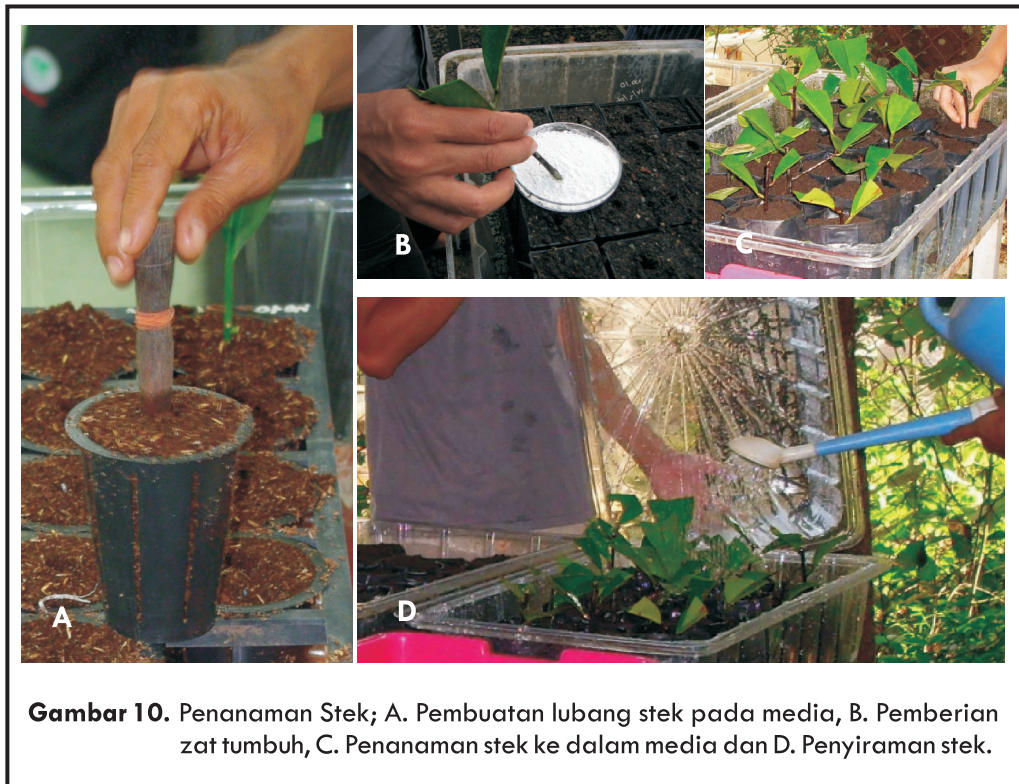 A
B
C
D
Gambar 10. Penanaman Stek; A. Pembuatan lubang stek pada media, B. Pemberian
zat tumbuh, C. Penanaman stek ke dalam media dan D. Penyiraman stek.